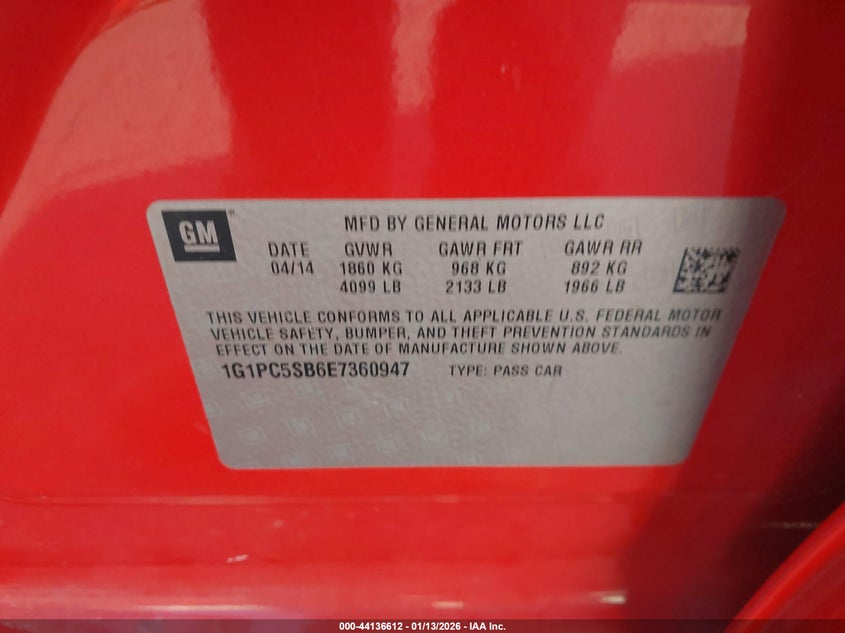 GM
MFD BY GENERAL MOTORS LLC
DATE GVWR GAWR FRT GAWR RR
04/14 1860 KG 968 KG 892 KG
4099 LB 2133 LB 1966 LB
THIS VEHICLE CONFORMS TO ALL APPLICABLE U.S. FEDERAL MOTOR
VEHICLE SAFETY, BUMPER, AND THEFT PREVENTION STANDARDS IN
EFFECT ON THE DATE OF MANUFACTURE SHOWN ABOVE.
1G1PC5SB6E7360947 TYPE: PASS CAR
000-44136612 - 01/13/2026 - IAA Inc.